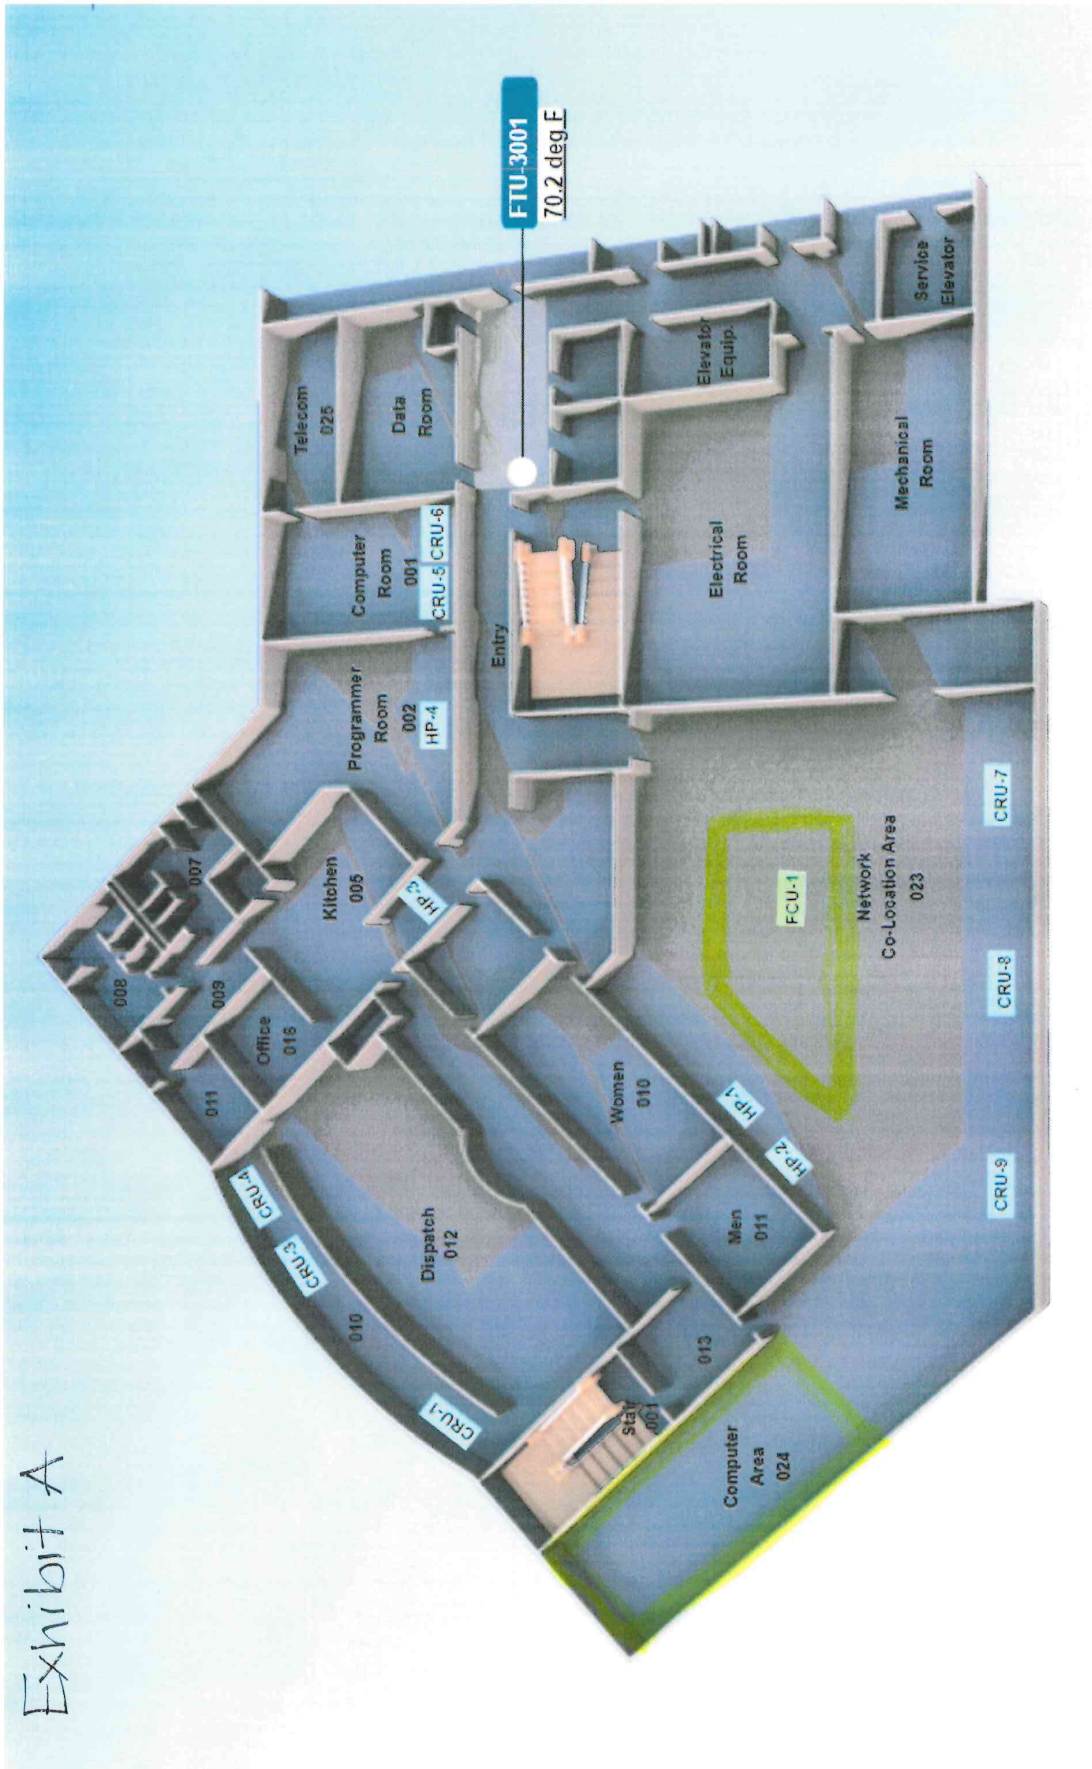 Exhibit A
FTU-3001
70.2 deg F
Telecom
025
Data
Room
Computer
Room
001
CRU-5
CRU-6
Programmer
Room
002
HP-4
Entry
Elevator
Equip.
Service
Elevator
Mechanical
Room
Electrical
Room
007
008
009
Kitchen
005
HP-3
Office
016
011
CRU-4
CRU-3
010
CRU-1
Dispatch
012
Women
010
HP-1
HP-2
Men
011
013
Stair
001
Computer
Area
024
FCU-1
Network
Co-Location Area
023
CRU-7
CRU-8
CRU-9